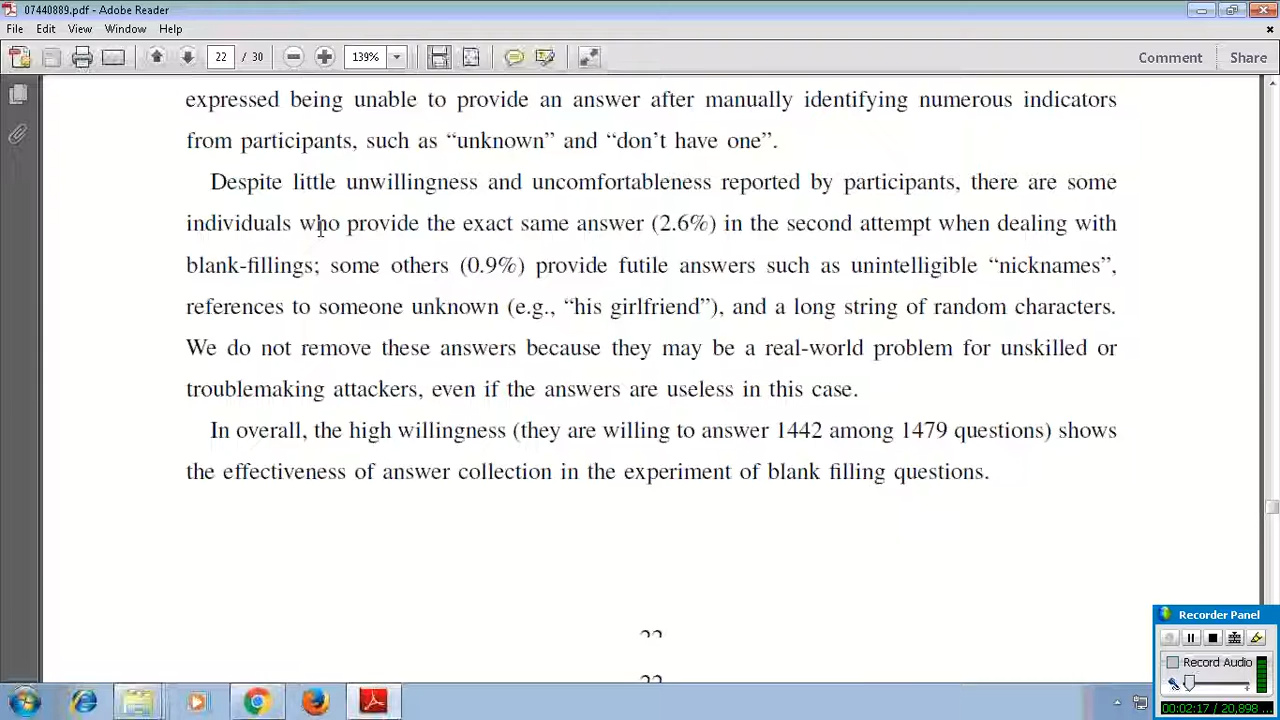 07440889.pdf - Adobe Reader
File Edit View Window Help
22 / 30 139% Comment Share
expressed being unable to provide an answer after manually identifying numerous indicators
from participants, such as “unknown” and “don’t have one”.
Despite little unwillingness and uncomfortableness reported by participants, there are some
individuals who provide the exact same answer (2.6%) in the second attempt when dealing with
blank-fillings; some others (0.9%) provide futile answers such as unintelligible “nicknames”,
references to someone unknown (e.g., “his girlfriend”), and a long string of random characters.
We do not remove these answers because they may be a real-world problem for unskilled or
troublemaking attackers, even if the answers are useless in this case.
In overall, the high willingness (they are willing to answer 1442 among 1479 questions) shows
the effectiveness of answer collection in the experiment of blank filling questions.
Recorder Panel
Record Audio
00:02:17 / 20,898 ...